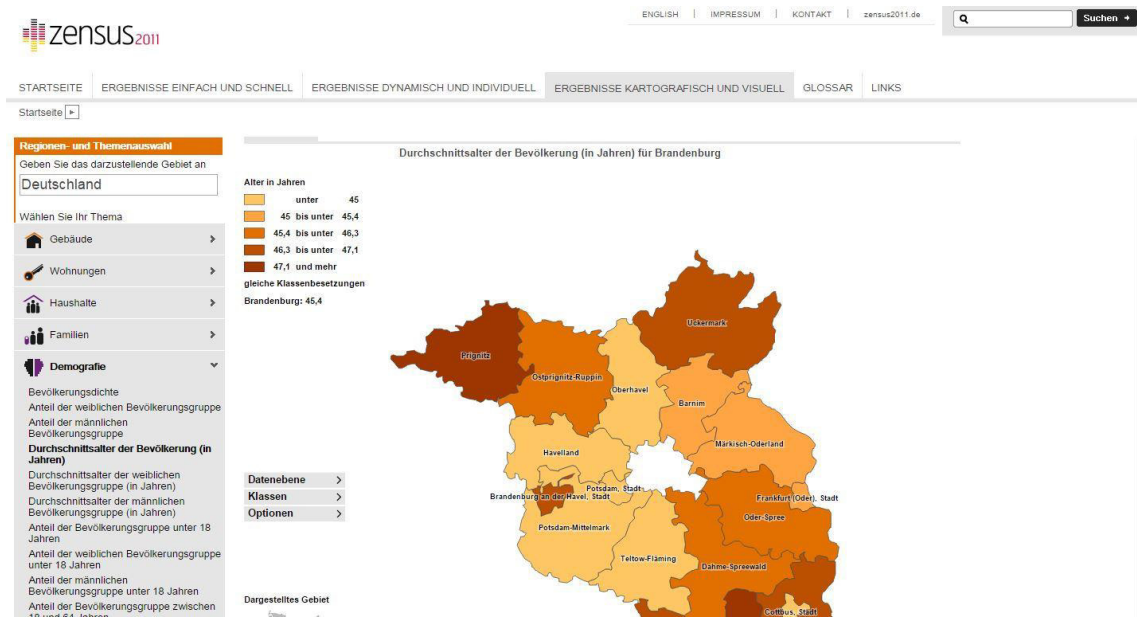 ENGLISH | IMPRESSUM | KONTAKT | zensus2011.de
Suchen
zensus2011
STARTSEITE ERGEBNISSE EINFACH UND SCHNELL ERGEBNISSE DYNAMISCH UND INDIVIDUELL ERGEBNISSE KARTOGRAFISCH UND VISUELL GLOSSAR LINKS
Startseite
Regionen- und Themenauswahl
Geben Sie das darzustellende Gebiet an
Deutschland
Wählen Sie Ihr Thema
Gebäude
Wohnungen
Haushalte
Familien
Demografie
Bevölkerungsdichte
Anteil der weiblichen Bevölkerungsgruppe
Anteil der männlichen
Bevölkerungsgruppe
Durchschnittsalter der Bevölkerung (in
Jahren)
Durchschnittsalter der weiblichen
Bevölkerungsgruppe (in Jahren)
Durchschnittsalter der männlichen
Bevölkerungsgruppe (in Jahren)
Anteil der Bevölkerungsgruppe unter 18
Jahren
Anteil der weiblichen Bevölkerungsgruppe
unter 18 Jahren
Anteil der männlichen
Bevölkerungsgruppe unter 18 Jahren
Anteil der Bevölkerungsgruppe zwischen
18 und 64 Jahren
Durchschnittsalter der Bevölkerung (in Jahren) für Brandenburg
Alter in Jahren
unter 45
45 bis unter 45,4
45,4 bis unter 46,3
46,3 bis unter 47,1
47,1 und mehr
gleiche Klassenbesetzungen
Brandenburg: 45,4
Datenebene
Klassen
Optionen
Dargestelltes Gebiet
Uckermark
Prignitz
Ostprignitz-Ruppin
Oberhavel
Barnim
Märkisch-Oderland
Havelland
Potsdam, Stadt
Brandenburg an der Havel, Stadt
Frankfurt (Oder), Stadt
Oder-Spree
Potsdam-Mittelmark
Teltow-Fläming
Dahme-Spreewald
Cottbus, Stadt